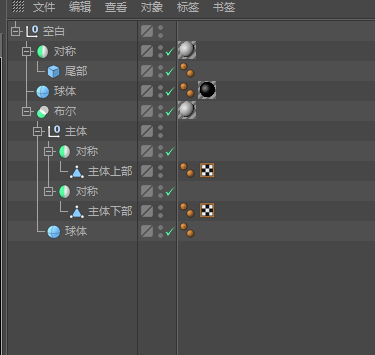 文件 编辑 查看 对象 标签 书签
空白
对称
尾部
球体
布尔
主体
对称
主体上部
对称
主体下部
球体